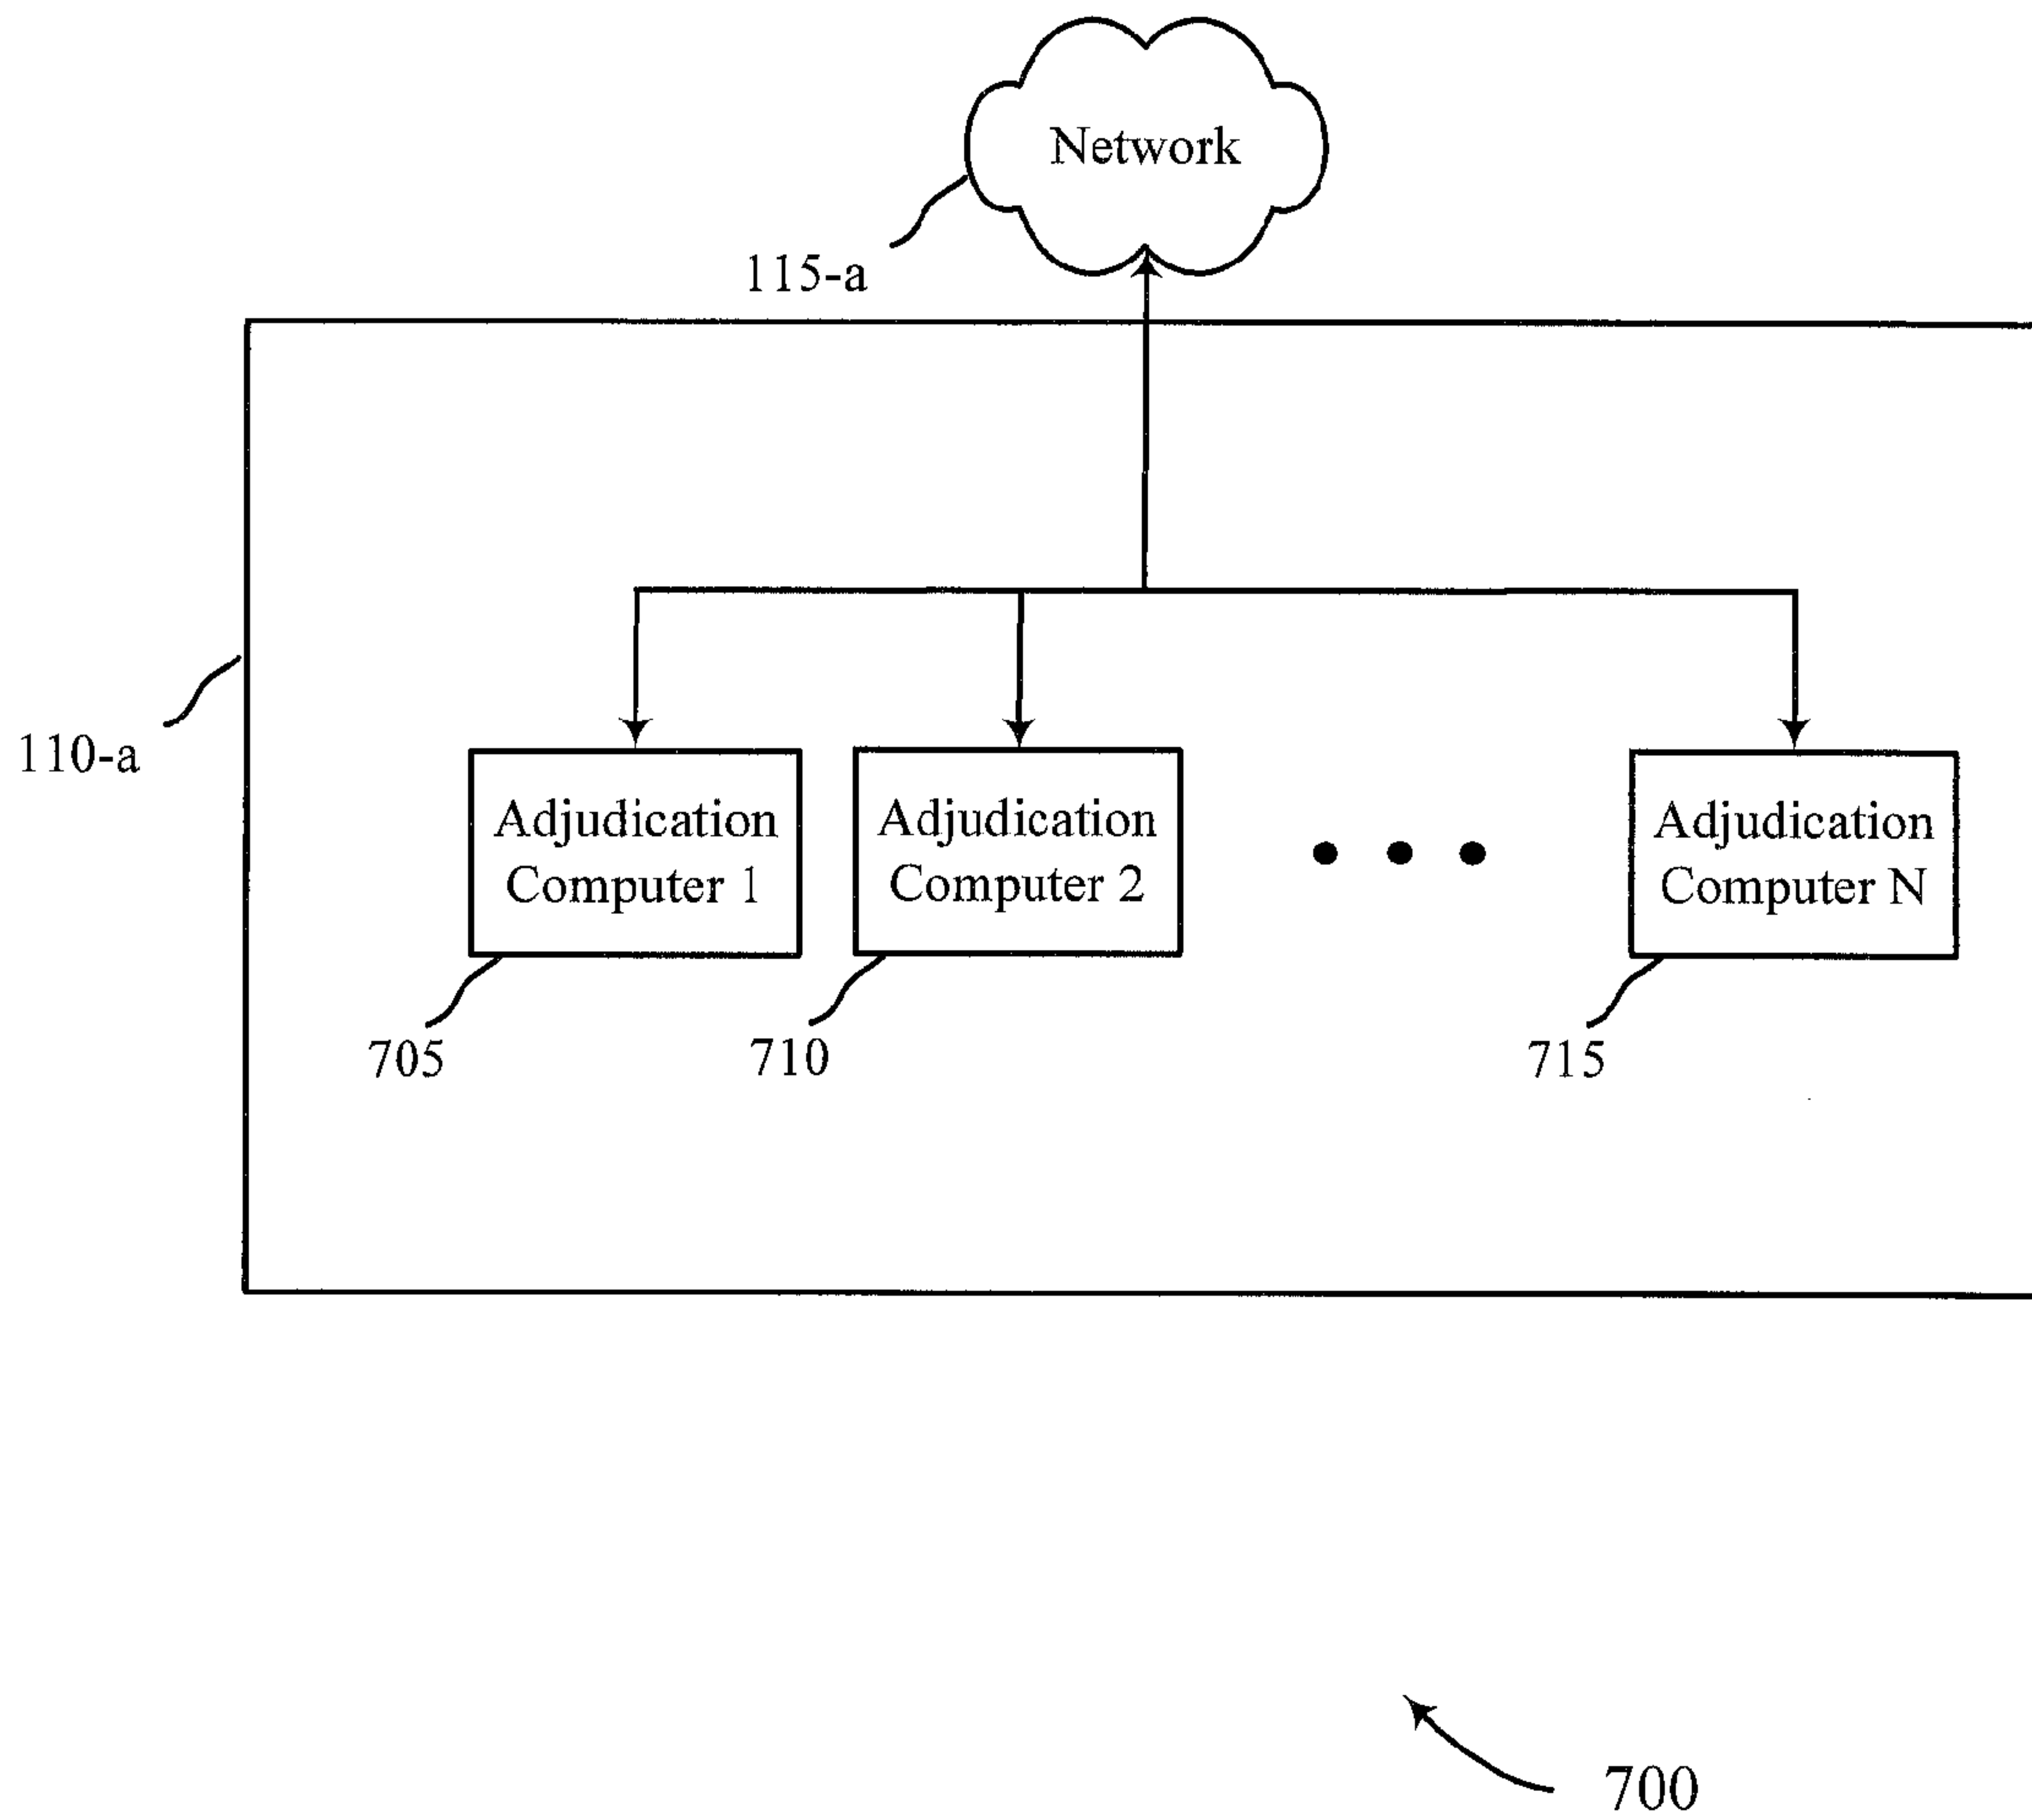 Network
115-a
110-a
Adjudication
Computer 1
Adjudication
Computer 2
Adjudication
Computer N
705
710
715
700